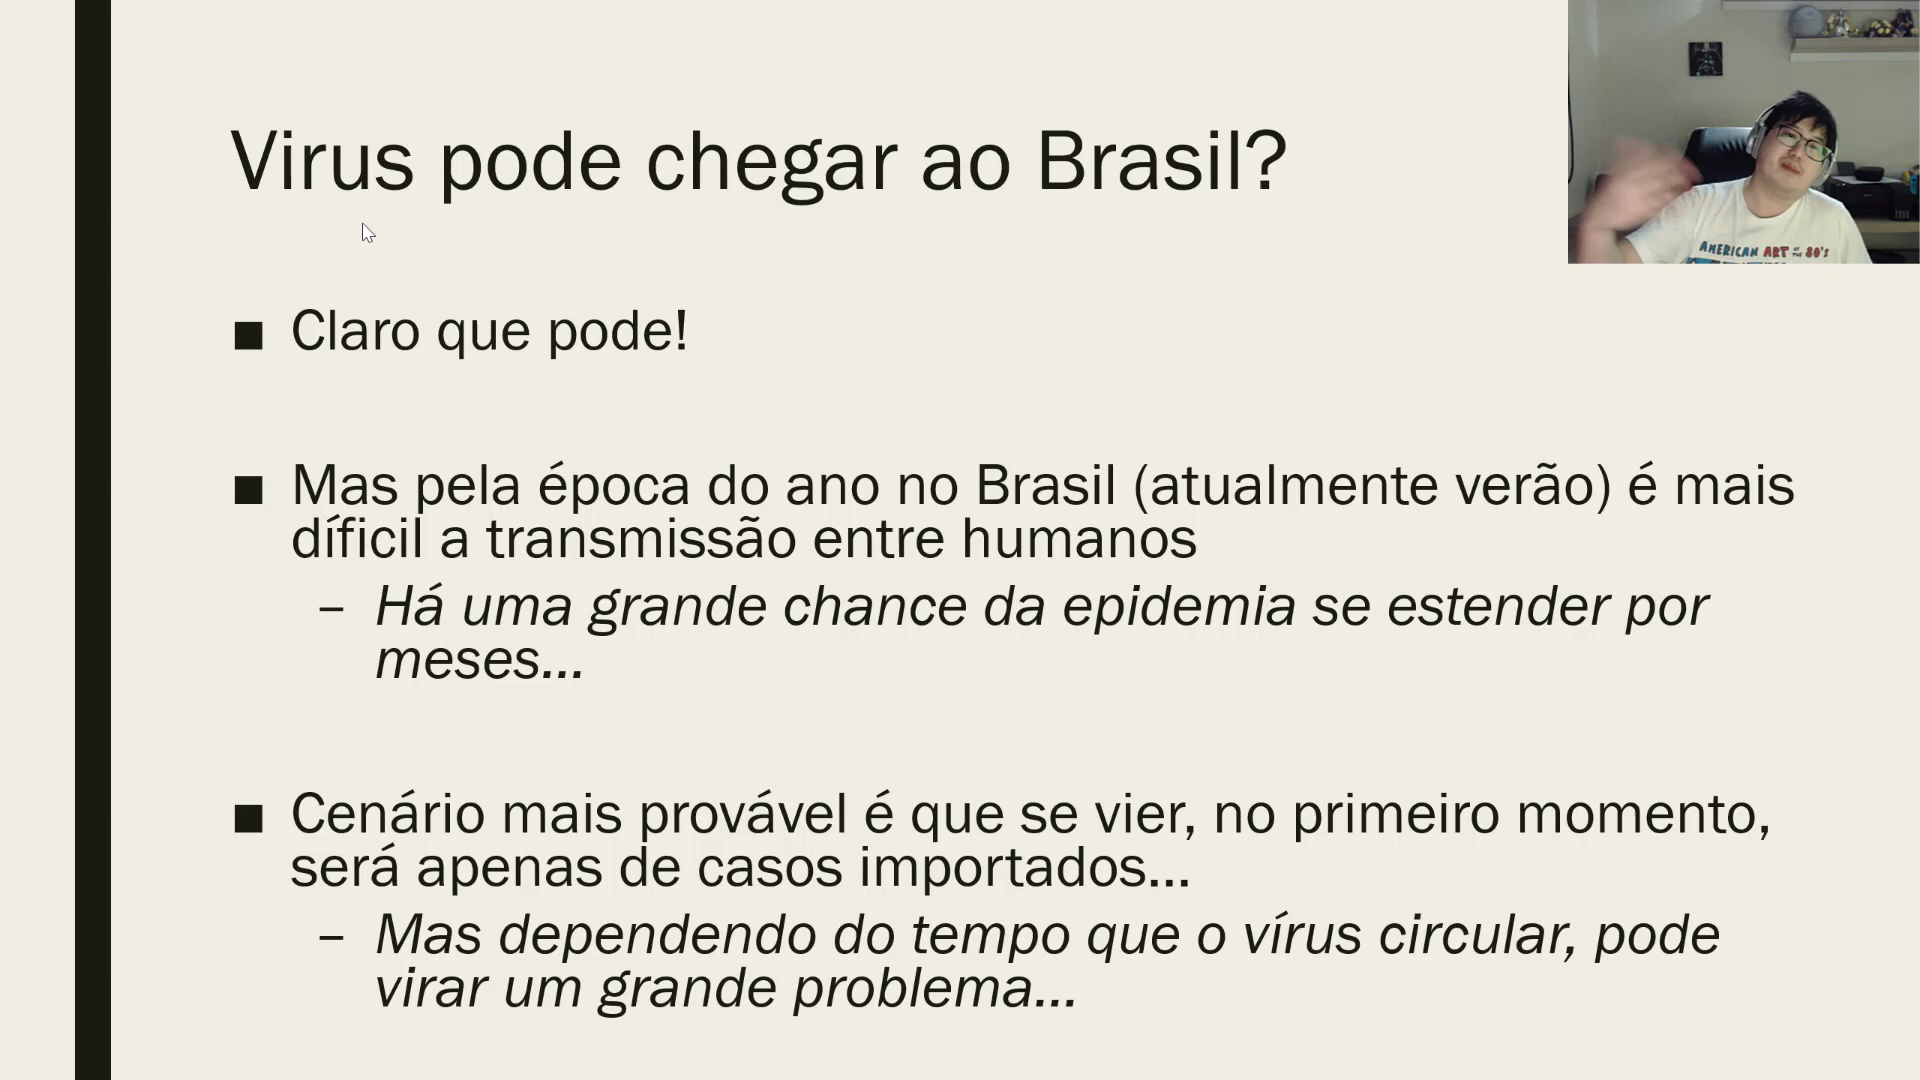 Virus pode chegar ao Brasil?
AMERICAN ART OF THE 80's
■ Claro que pode!
■ Mas pela época do ano no Brasil (atualmente verão) é mais
díficil a transmissão entre humanos
– Há uma grande chance da epidemia se estender por
meses...
■ Cenário mais provável é que se vier, no primeiro momento,
será apenas de casos importados...
– Mas dependendo do tempo que o vírus circular, pode
virar um grande problema...